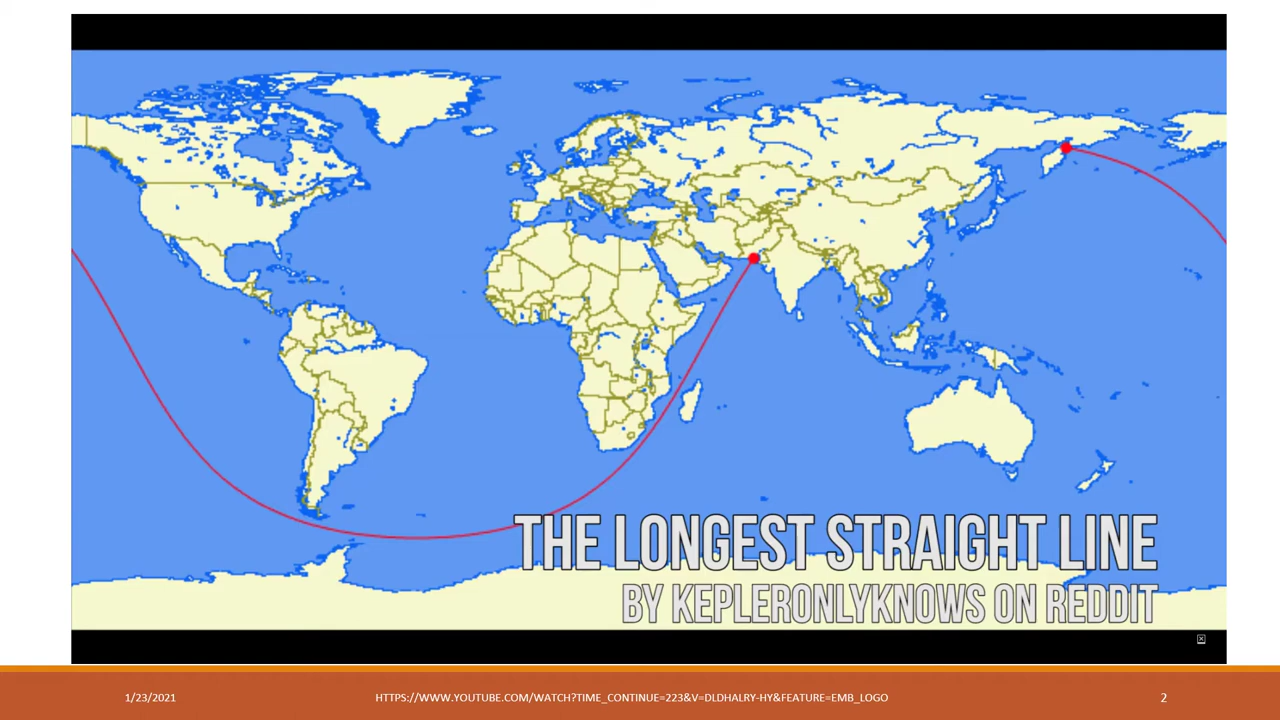 THE LONGEST STRAIGHT LINE
BY KEPLERONLYKNOWS ON REDDIT
1/23/2021
HTTPS://WWW.YOUTUBE.COM/WATCH?TIME_CONTINUE=223&V=DLDHALRY-HY&FEATURE=EMB_LOGO
2